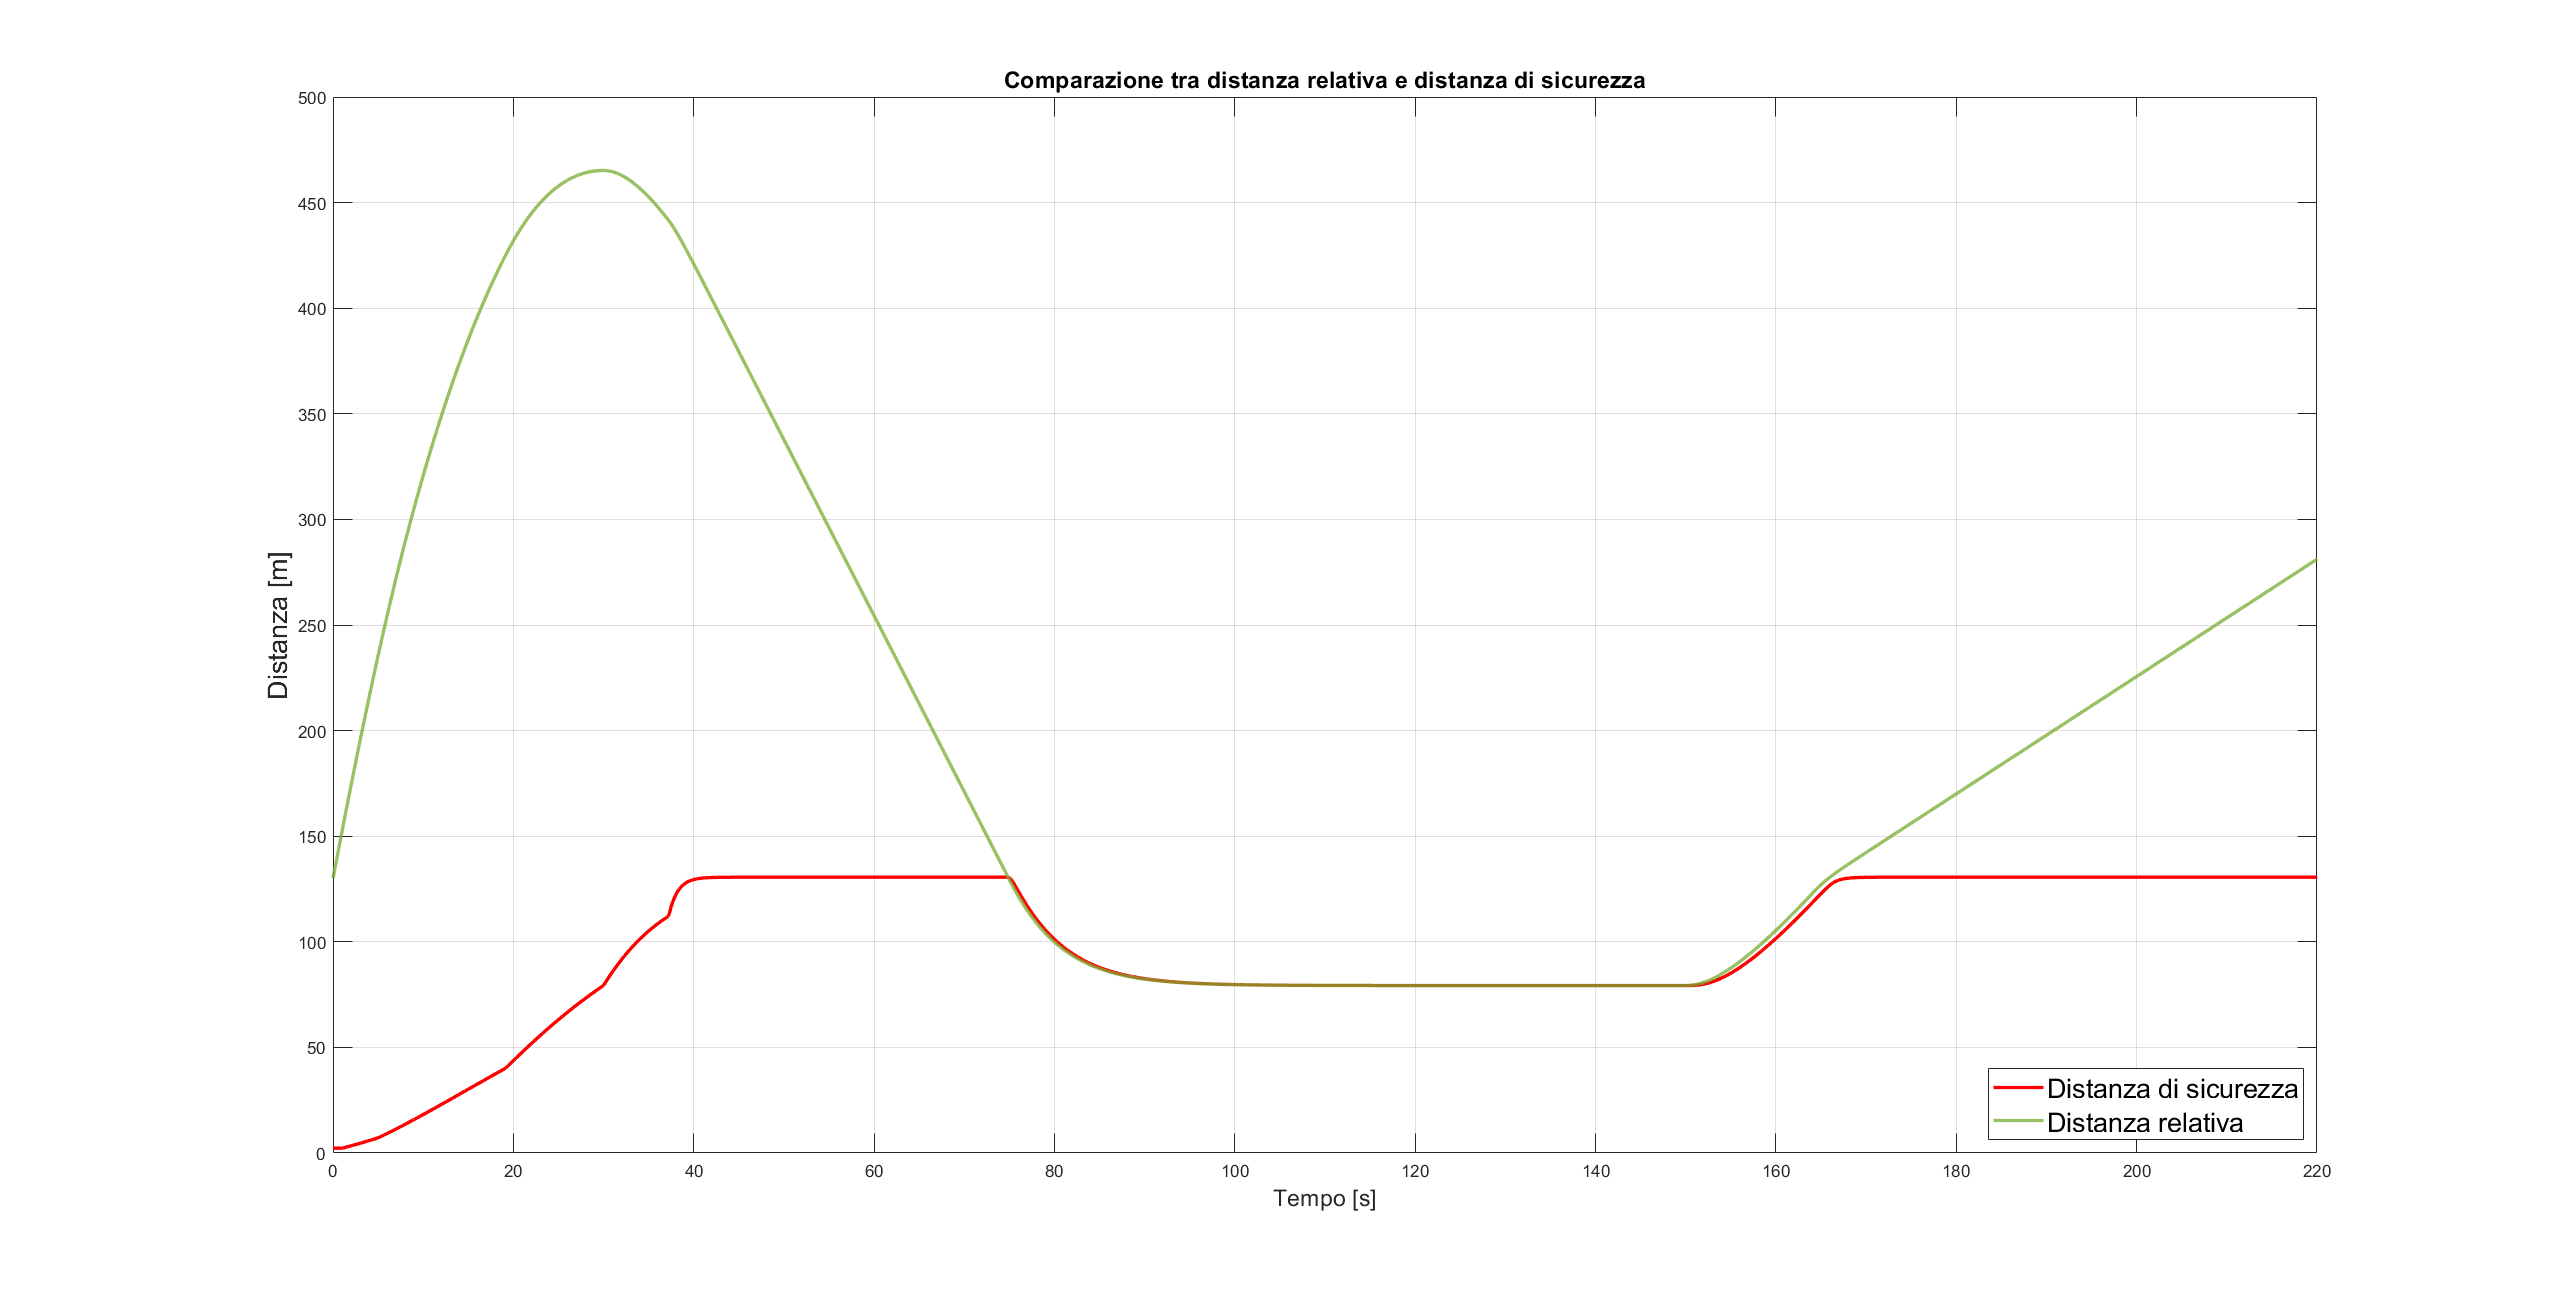 Comparazione tra distanza relativa e distanza di sicurezza
500
450
400
350
300
250
200
150
100
50
0
Distanza [m]
0 20 40 60 80 100 120 140 160 180 200 220
Tempo [s]
Distanza di sicurezza
Distanza relativa